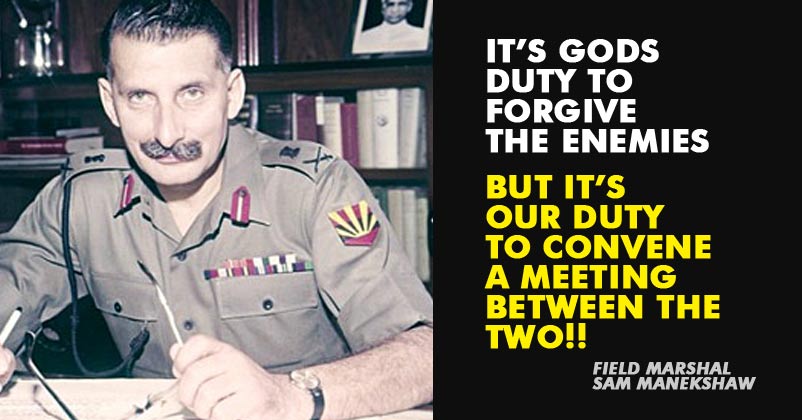 IT'S GODS
DUTY TO
FORGIVE
THE ENEMIES
BUT IT'S
OUR DUTY
TO CONVENE
A MEETING
BETWEEN THE
TWO!!
FIELD MARSHAL
SAM MANEKSHAW